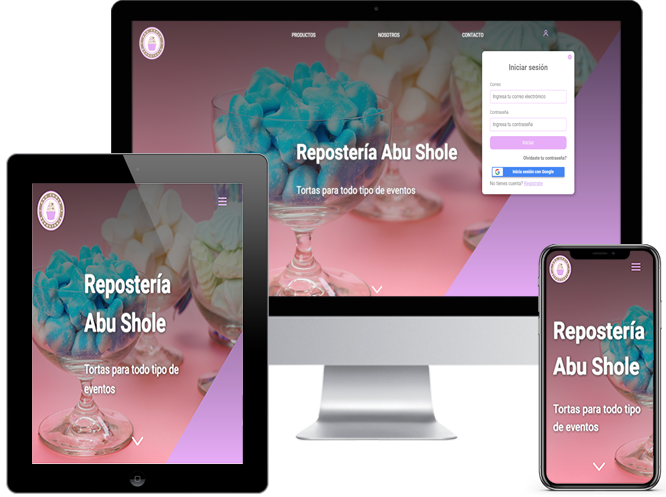 PRODUCTOS NOSOTROS CONTACTO
Iniciar sesión
Correo
Ingresa tu correo electrónico
Contraseña
Ingresa tu contraseña
Iniciar
Olvidaste tu contraseña?
Inicia sesión con Google
No tienes cuenta? Registrate
Repostería Abu Shole
Tortas para todo tipo de eventos
Repostería
Abu Shole
Tortas para todo tipo de
eventos
Repostería
Abu Shole
Tortas para todo tipo
de eventos